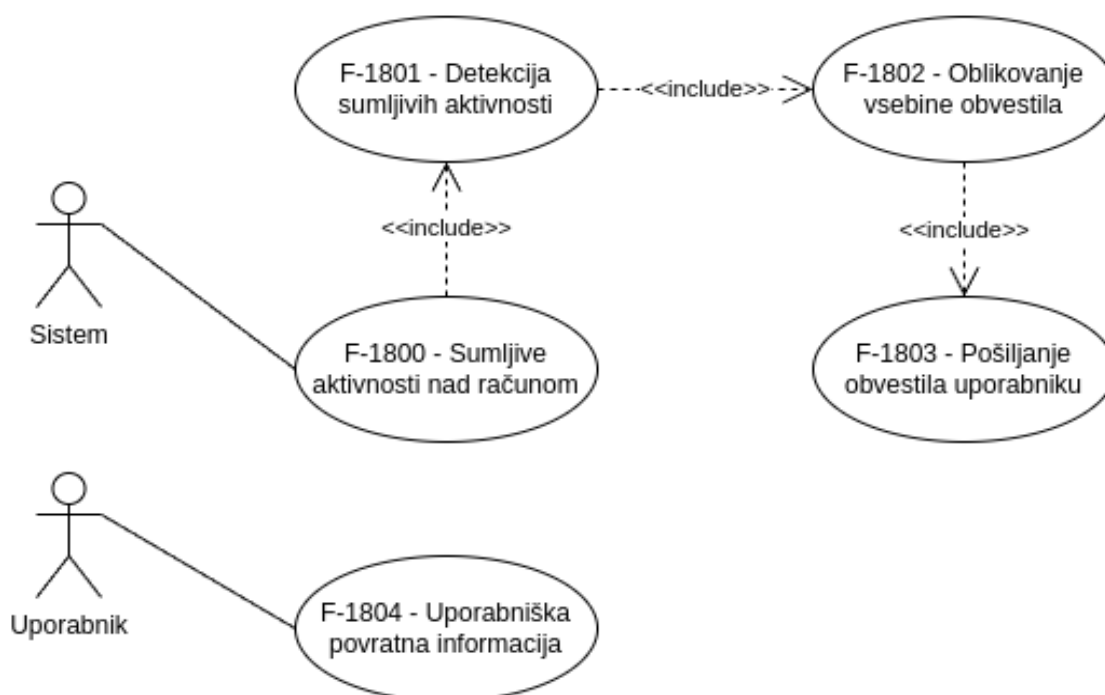 F-1801 - Detekcija
sumljivih aktivnosti
<<include>>
F-1802 - Oblikovanje
vsebine obvestila
<<include>>
<<include>>
Sistem
F-1800 - Sumljive
aktivnosti nad računom
F-1803 - Pošiljanje
obvestila uporabniku
Uporabnik
F-1804 - Uporabniška
povratna informacija